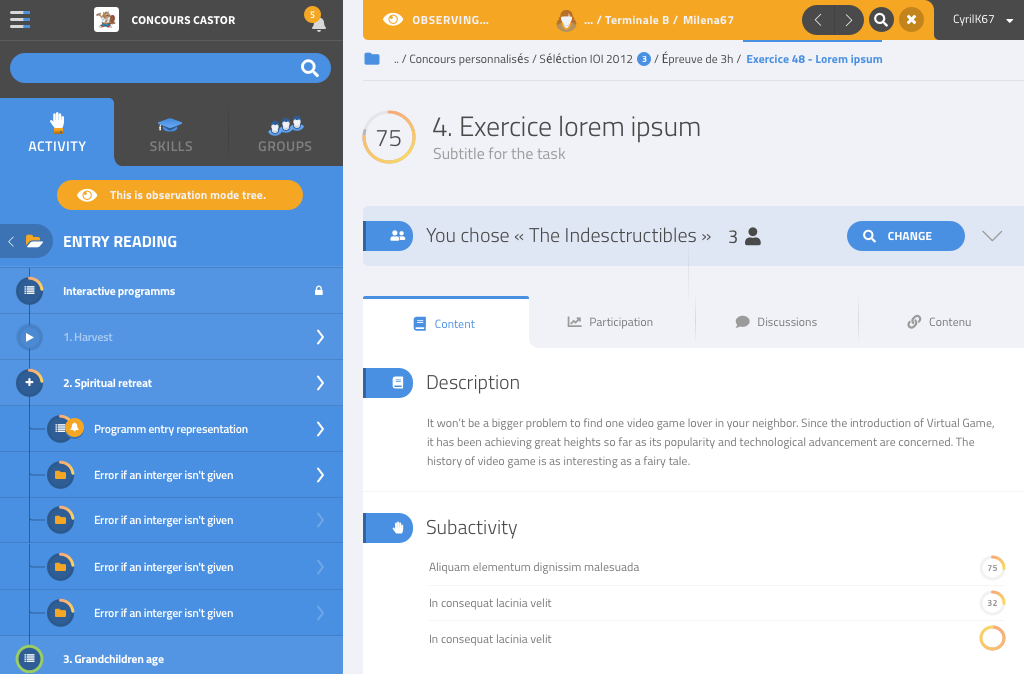 CONCOURS CASTOR
5
OBSERVING...
... / Terminale B / Milena67
CyrilK67
.. / Concours personnalisés / Séléction IOI 2012 3 / Épreuve de 3h / Exercice 48 - Lorem ipsum
ACTIVITY
SKILLS
GROUPS
This is observation mode tree.
ENTRY READING
Interactive programms
1. Harvest
2. Spiritual retreat
Programm entry representation
Error if an interger isn't given
Error if an interger isn't given
Error if an interger isn't given
Error if an interger isn't given
3. Grandchildren age
75
4. Exercice lorem ipsum
Subtitle for the task
You chose « The Indesctructibles » 3
CHANGE
Content
Participation
Discussions
Contenu
Description
It won't be a bigger problem to find one video game lover in your neighbor. Since the introduction of Virtual Game,
it has been achieving great heights so far as its popularity and technological advancement are concerned. The
history of video game is as interesting as a fairy tale.
Subactivity
Aliquam elementum dignissim malesuada
75
In consequat lacinia velit
32
In consequat lacinia velit